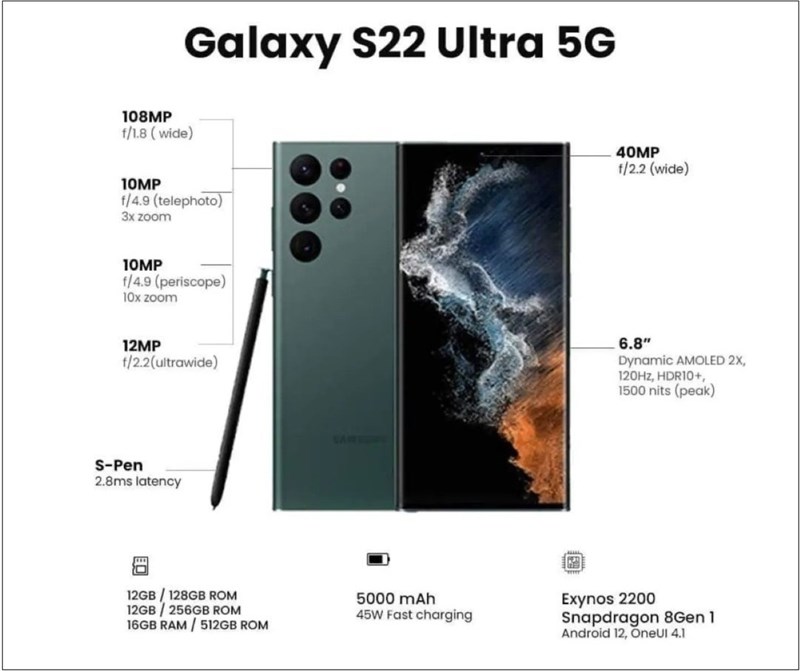 Galaxy S22 Ultra 5G
108MP
f/1.8 ( wide)
10MP
f/4.9 (telephoto)
3x zoom
10MP
f/4.9 (periscope)
10x zoom
12MP
f/2.2(ultrawide)
S-Pen
2.8ms latency
40MP
f/2.2 (wide)
6.8”
Dynamic AMOLED 2X,
120Hz, HDR10+,
1500 nits (peak)
SAMSUNG
12GB / 128GB ROM
12GB / 256GB ROM
16GB RAM / 512GB ROM
5000 mAh
45W Fast charging
Exynos 2200
Snapdragon 8Gen 1
Android 12, OneUI 4.1